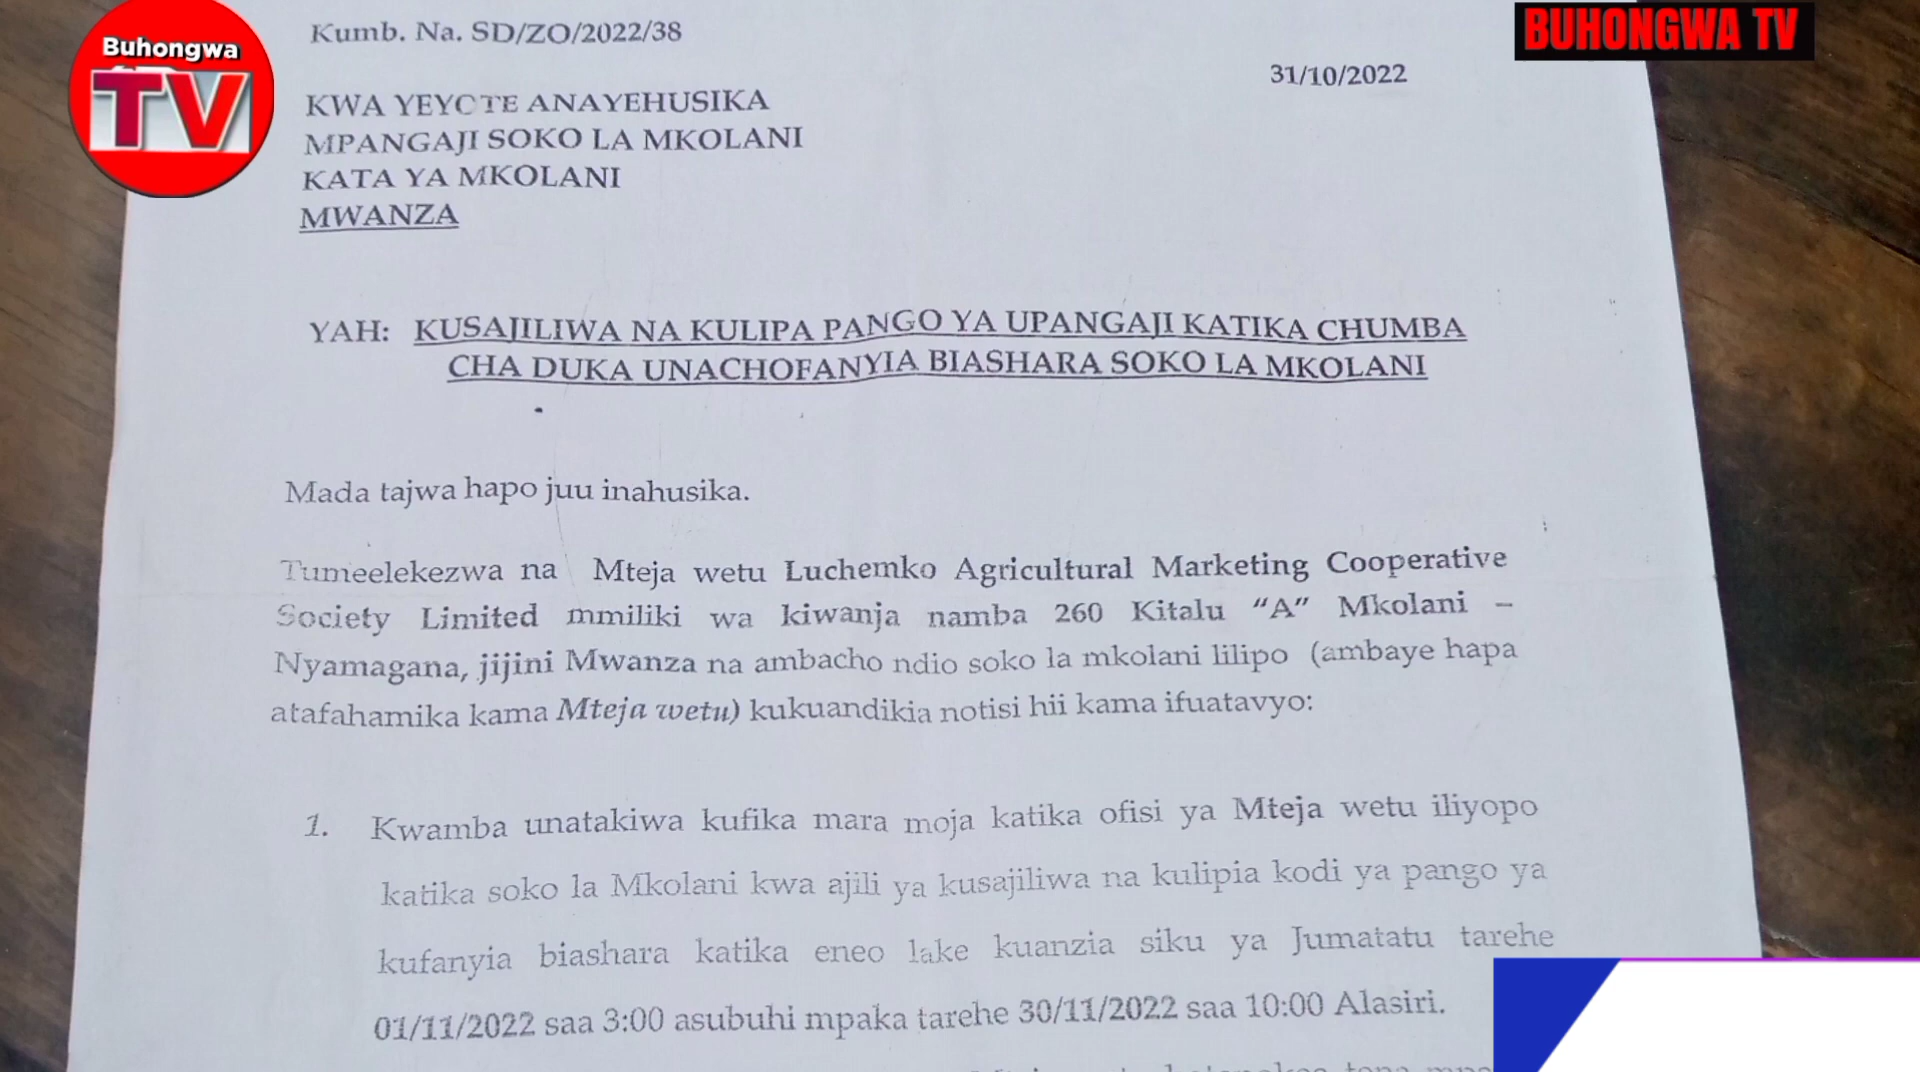 Buhongwa
TV
BUHONGWA TV
Kumb. Na. SD/ZO/2022/38
31/10/2022
KWA YEYOTE ANAYEHUSIKA
MPANGAJI SOKO LA MKOLANI
KATA YA MKOLANI
MWANZA
YAH: KUSAJILIWA NA KULIPA PANGO YA UPANGAJI KATIKA CHUMBA
CHA DUKA UNACHOFANYIA BIASHARA SOKO LA MKOLANI
Mada tajwa hapo juu inahusika.
Tumeelekezwa na Mteja wetu Luchemko Agricultural Marketing Cooperative
Society Limited mmiliki wa kiwanja namba 260 Kitalu "A" Mkolani –
Nyamagana, jijini Mwanza na ambacho ndio soko la mkolani lilipo (ambaye hapa
atafahamika kama Mteja wetu) kukuandikia notisi hii kama ifuatavyo:
1. Kwamba unatakiwa kufika mara moja katika ofisi ya Mteja wetu iliyopo
katika soko la Mkolani kwa ajili ya kusajiliwa na kulipia kodi ya pango ya
kufanyia biashara katika eneo lake kuanzia siku ya Jumatatu tarehe
01/11/2022 saa 3:00 asubuhi mpaka tarehe 30/11/2022 saa 10:00 Alasiri.